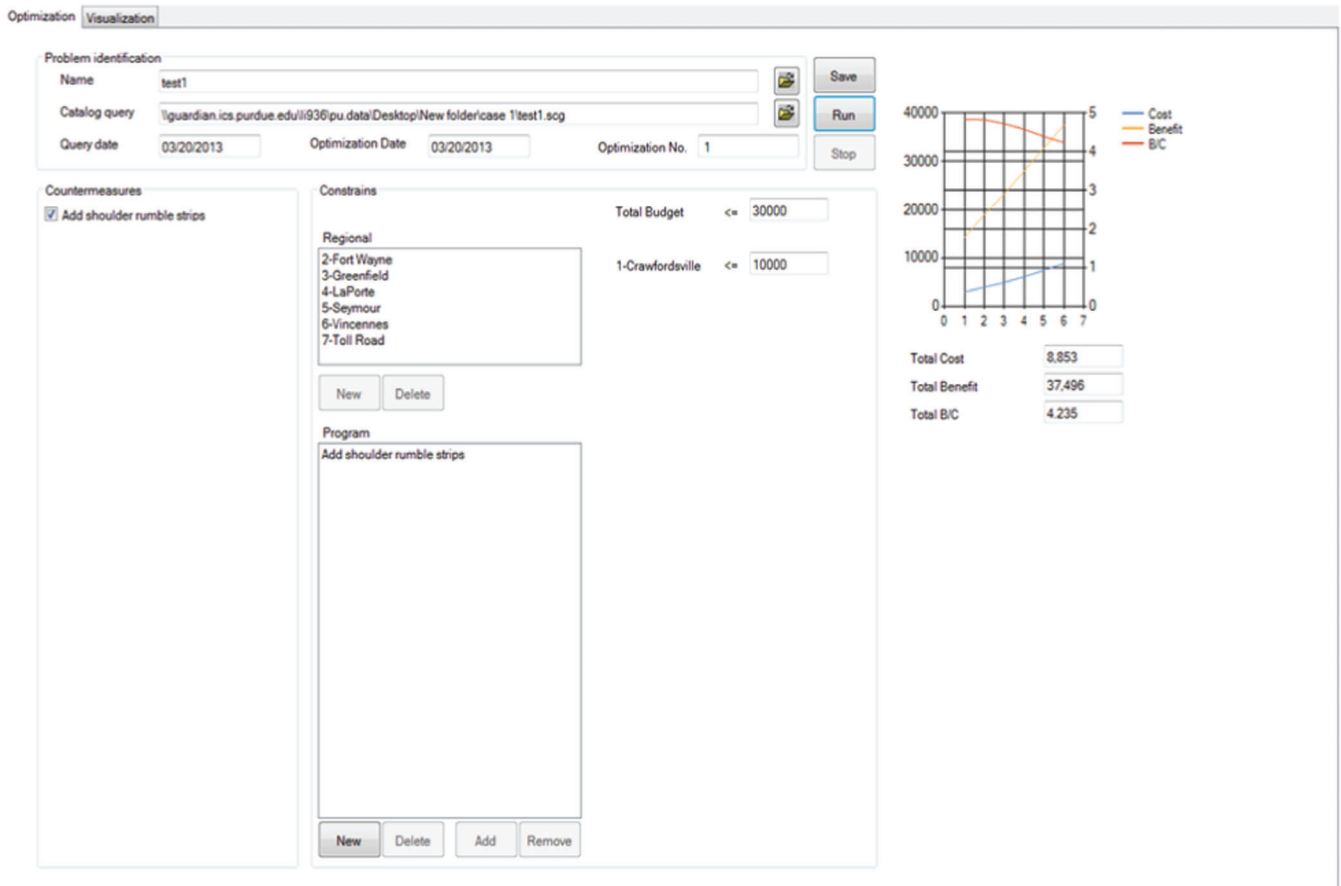 Optimization Visualization
Problem identification
Name test1
Save
Catalog query \\guardian.ics.purdue.edu\li936\pu.data\Desktop\New folder\case 1\test1.scg
Run
Query date 03/20/2013 Optimization Date 03/20/2013 Optimization No. 1
Stop
Countermeasures
Add shoulder rumble strips
Constrains
Regional
2-Fort Wayne
3-Greenfield
4-LaPorte
5-Seymour
6-Vincennes
7-Toll Road
New Delete
Program
Add shoulder rumble strips
New Delete Add Remove
Total Budget <= 30000
1-Crawfordsville <= 10000
40000 5
4
30000
3
20000
2
10000
1
0 0
0 1 2 3 4 5 6 7
Cost
Benefit
B/C
Total Cost 8,853
Total Benefit 37,496
Total B/C 4.235